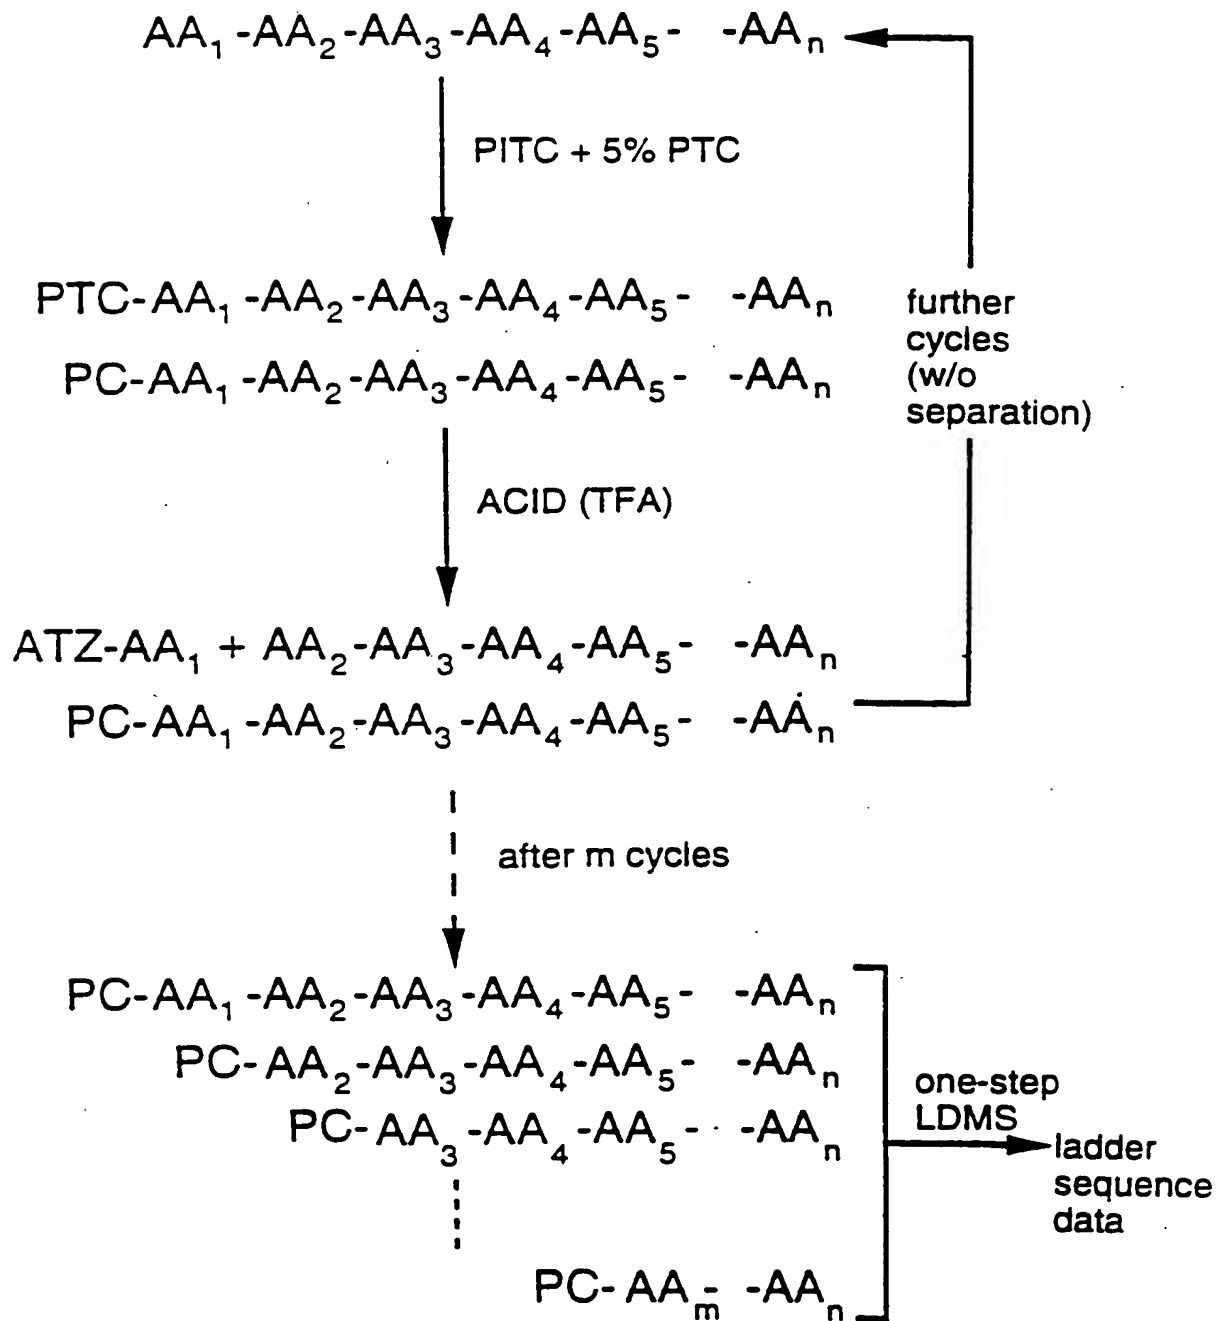 AA₁ -AA₂ -AA₃ -AA₄ -AA₅ - -AAₙ
PITC + 5% PTC
PTC-AA₁ -AA₂ -AA₃ -AA₄ -AA₅ - -AAₙ
PC-AA₁ -AA₂ -AA₃ -AA₄ -AA₅ - -AAₙ
further
cycles
(w/o
separation)
ACID (TFA)
ATZ-AA₁ + AA₂-AA₃ -AA₄ -AA₅ - -AAₙ
PC-AA₁ -AA₂ -AA₃ -AA₄ -AA₅ - -AAₙ
after m cycles
PC-AA₁ -AA₂ -AA₃ -AA₄ -AA₅ - -AAₙ
PC-AA₂-AA₃ -AA₄ -AA₅ - -AAₙ
PC- AA₃ -AA₄ -AA₅ - -AAₙ
PC- AAₘ- -AAₙ
one-step
LDMS
ladder
sequence
data